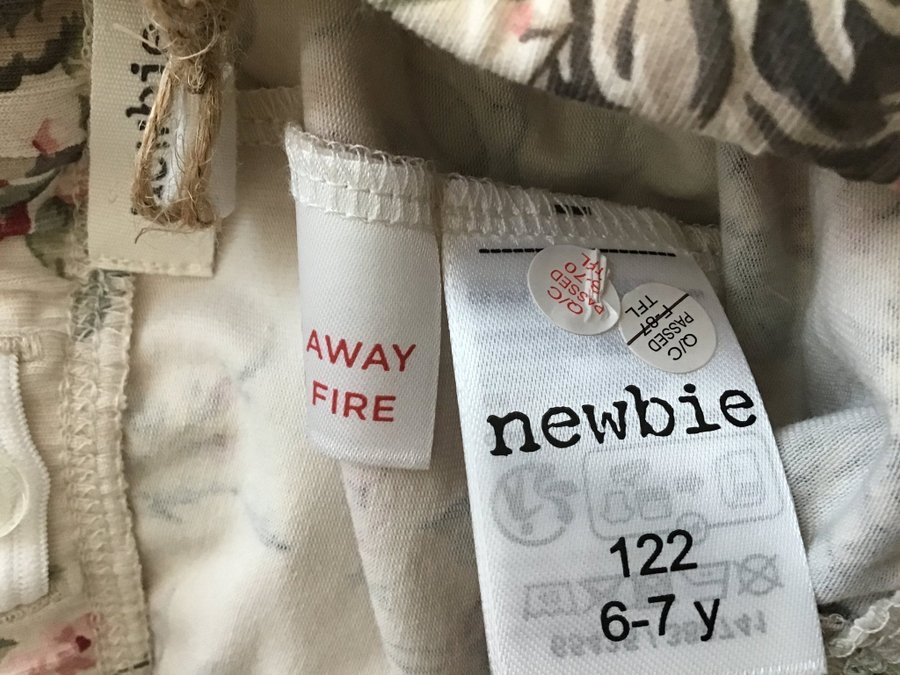 newbie
AWAY
FIRE
Q/C
PASSED
TFL
Q/C
PASSED
TFL
newbie
122
6-7 y